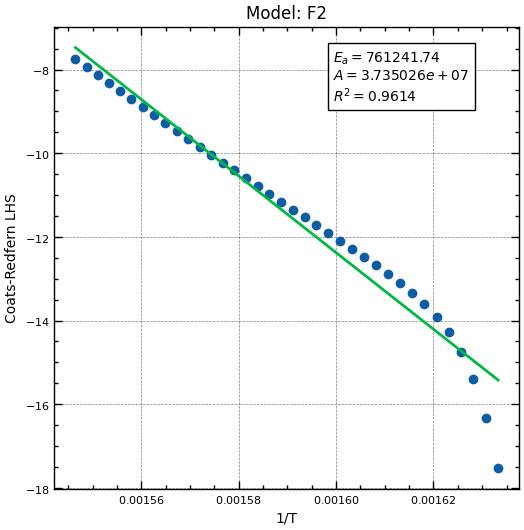 Model: F2
E_a = 761241.74
A = 3.735026e + 07
R^2 = 0.9614
Coats-Redfern LHS
−8
−10
−12
−14
−16
−18
0.00156 0.00158 0.00160 0.00162
1/T